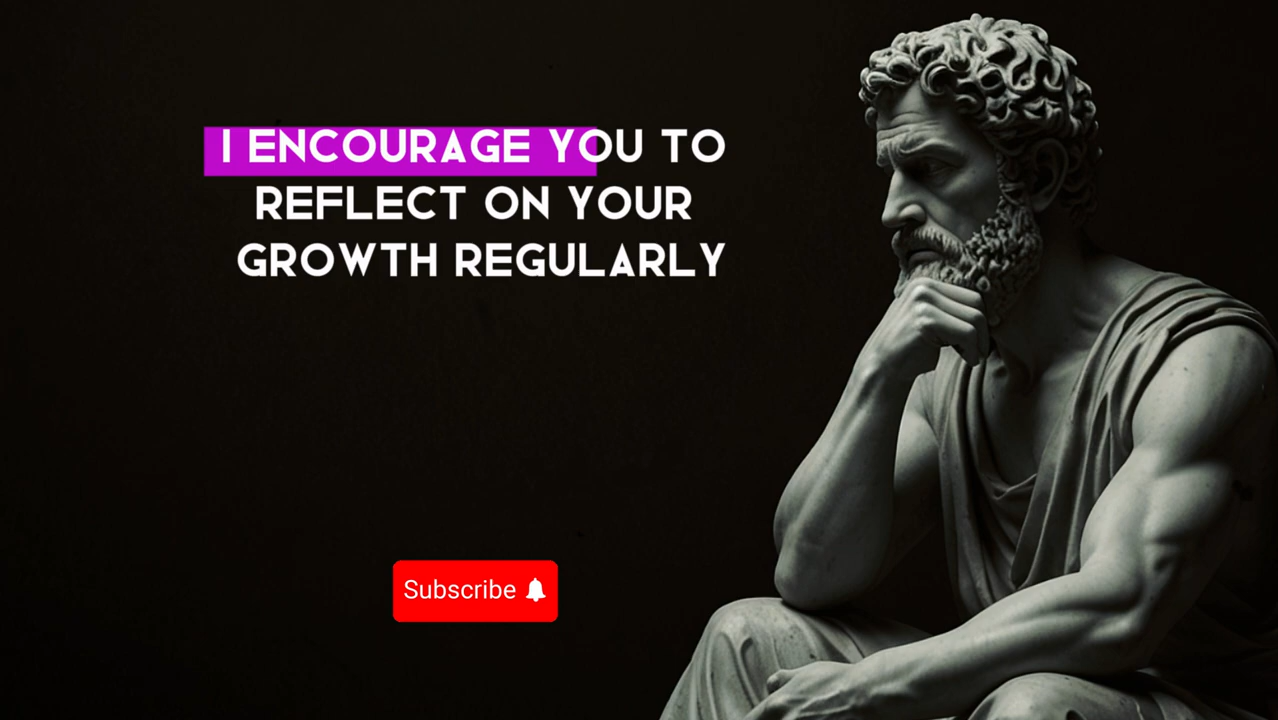 I ENCOURAGE YOU TO
REFLECT ON YOUR
GROWTH REGULARLY
Subscribe